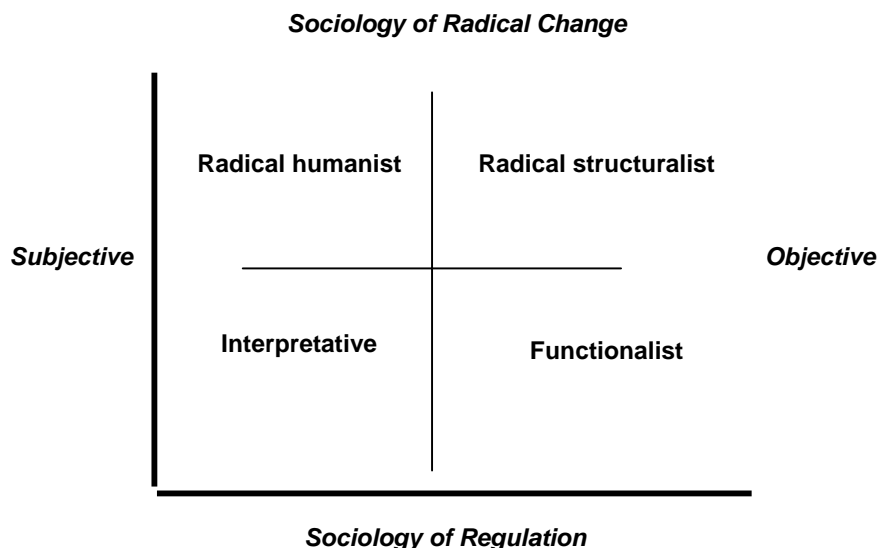 Sociology of Radical Change
Radical humanist
Radical structuralist
Subjective
Objective
Interpretative
Functionalist
Sociology of Regulation